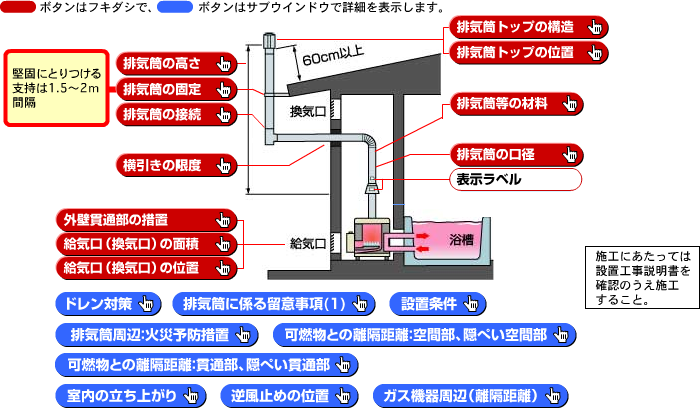 ボタンはフキダシで、 ボタンはサブウインドウで詳細を表示します。
排気筒トップの構造
排気筒トップの位置
60cm以上
堅固にとりつける
支持は1.5〜2m
間隔
排気筒の高さ
排気筒の固定
排気筒の接続
換気口
排気筒等の材料
横引きの限度
排気筒の口径
表示ラベル
外壁貫通部の措置
給気口(換気口)の面積
給気口(換気口)の位置
給気口
浴槽
施工にあたっては
設置工事説明書を
確認のうえ施工
すること。
ドレン対策
排気筒に係る留意事項(1)
設置条件
排気筒周辺:火災予防措置
可燃物との離隔距離:空間部、隠ぺい空間部
可燃物との離隔距離:貫通部、隠ぺい貫通部
室内の立ち上がり
逆風止めの位置
ガス機器周辺(離隔距離)